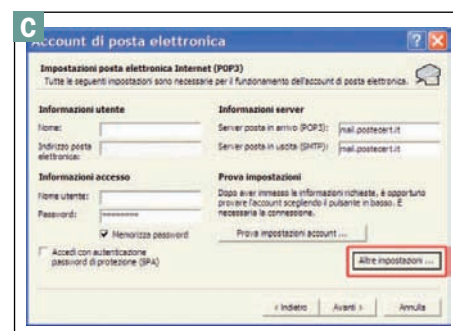 C
Account di posta elettronica
Impostazioni posta elettronica Internet (POP3)
Tutte le seguenti impostazioni sono necessarie per il funzionamento dell'account di posta elettronica.
Informazioni utente
Nome:
Indirizzo posta
elettronica:
Informazioni accesso
Nome utente:
Password: ********
Memorizza password
Accedi con autenticazione
password di protezione (SPA)
Informazioni server
Server posta in arrivo (POP3): mail.postecert.it
Server posta in uscita (SMTP): mail.postecert.it
Prova impostazioni
Dopo aver immesso le informazioni richieste, è opportuno
provare l'account scegliendo il pulsante in basso. È
necessaria la connessione.
Prova impostazioni account ...
Altre impostazioni ...
< Indietro
Avanti >
Annulla